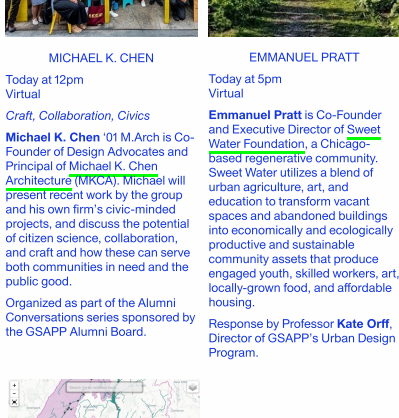 MICHAEL K. CHEN
Today at 12pm
Virtual
Craft, Collaboration, Civics
Michael K. Chen '01 M.Arch is Co-
Founder of Design Advocates and
Principal of Michael K. Chen
Architecture (MKCA). Michael will
present recent work by the group
and his own firm's civic-minded
projects, and discuss the potential
of citizen science, collaboration,
and craft and how these can serve
both communities in need and the
public good.
Organized as part of the Alumni
Conversations series sponsored by
the GSAPP Alumni Board.
EMMANUEL PRATT
Today at 5pm
Virtual
Emmanuel Pratt is Co-Founder
and Executive Director of Sweet
Water Foundation, a Chicago-
based regenerative community.
Sweet Water utilizes a blend of
urban agriculture, art, and
education to transform vacant
spaces and abandoned buildings
into economically and ecologically
productive and sustainable
community assets that produce
engaged youth, skilled workers, art,
locally-grown food, and affordable
housing.
Response by Professor Kate Orff,
Director of GSAPP's Urban Design
Program.